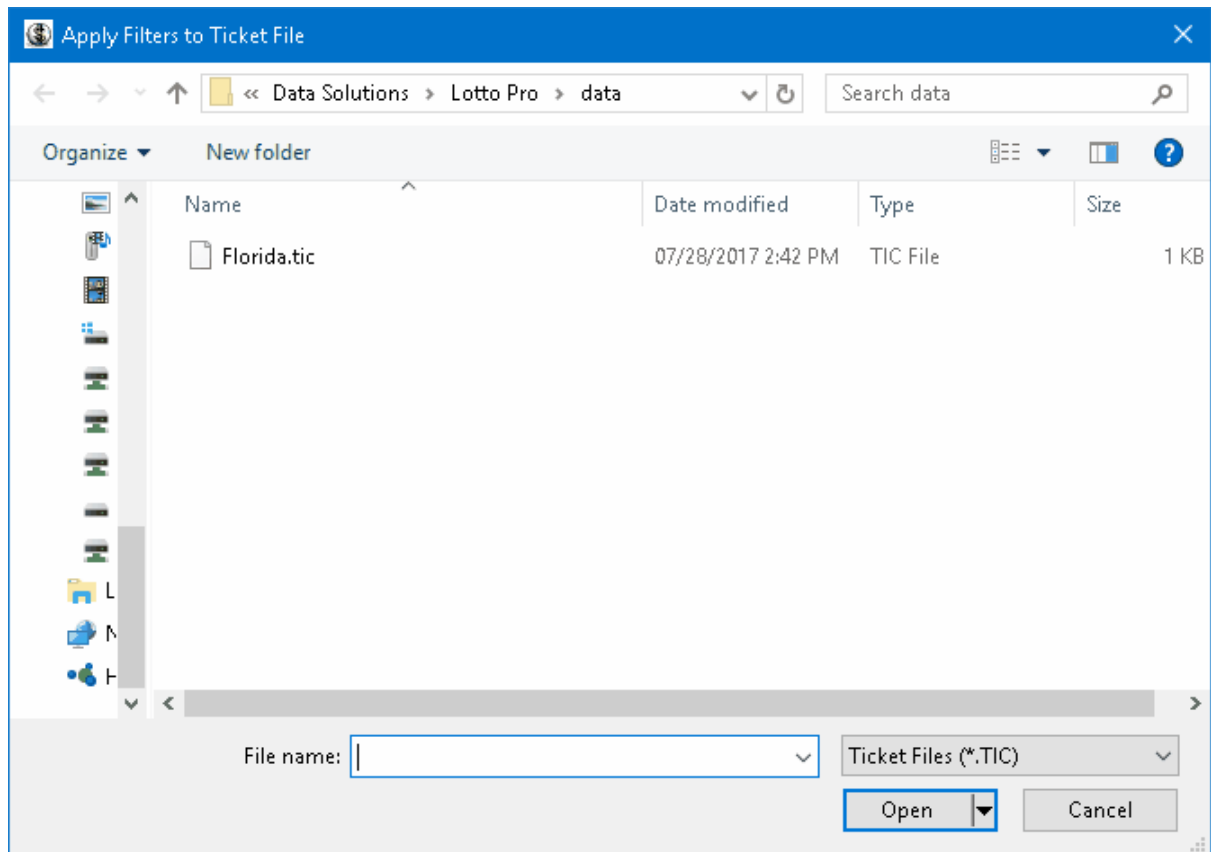 Apply Filters to Ticket File
« Data Solutions > Lotto Pro > data
Search data
Organize New folder ?
Name Date modified Type Size
Florida.tic 07/28/2017 2:42 PM TIC File 1 KB
L
N
H
File name: Ticket Files (*.TIC)
Open Cancel